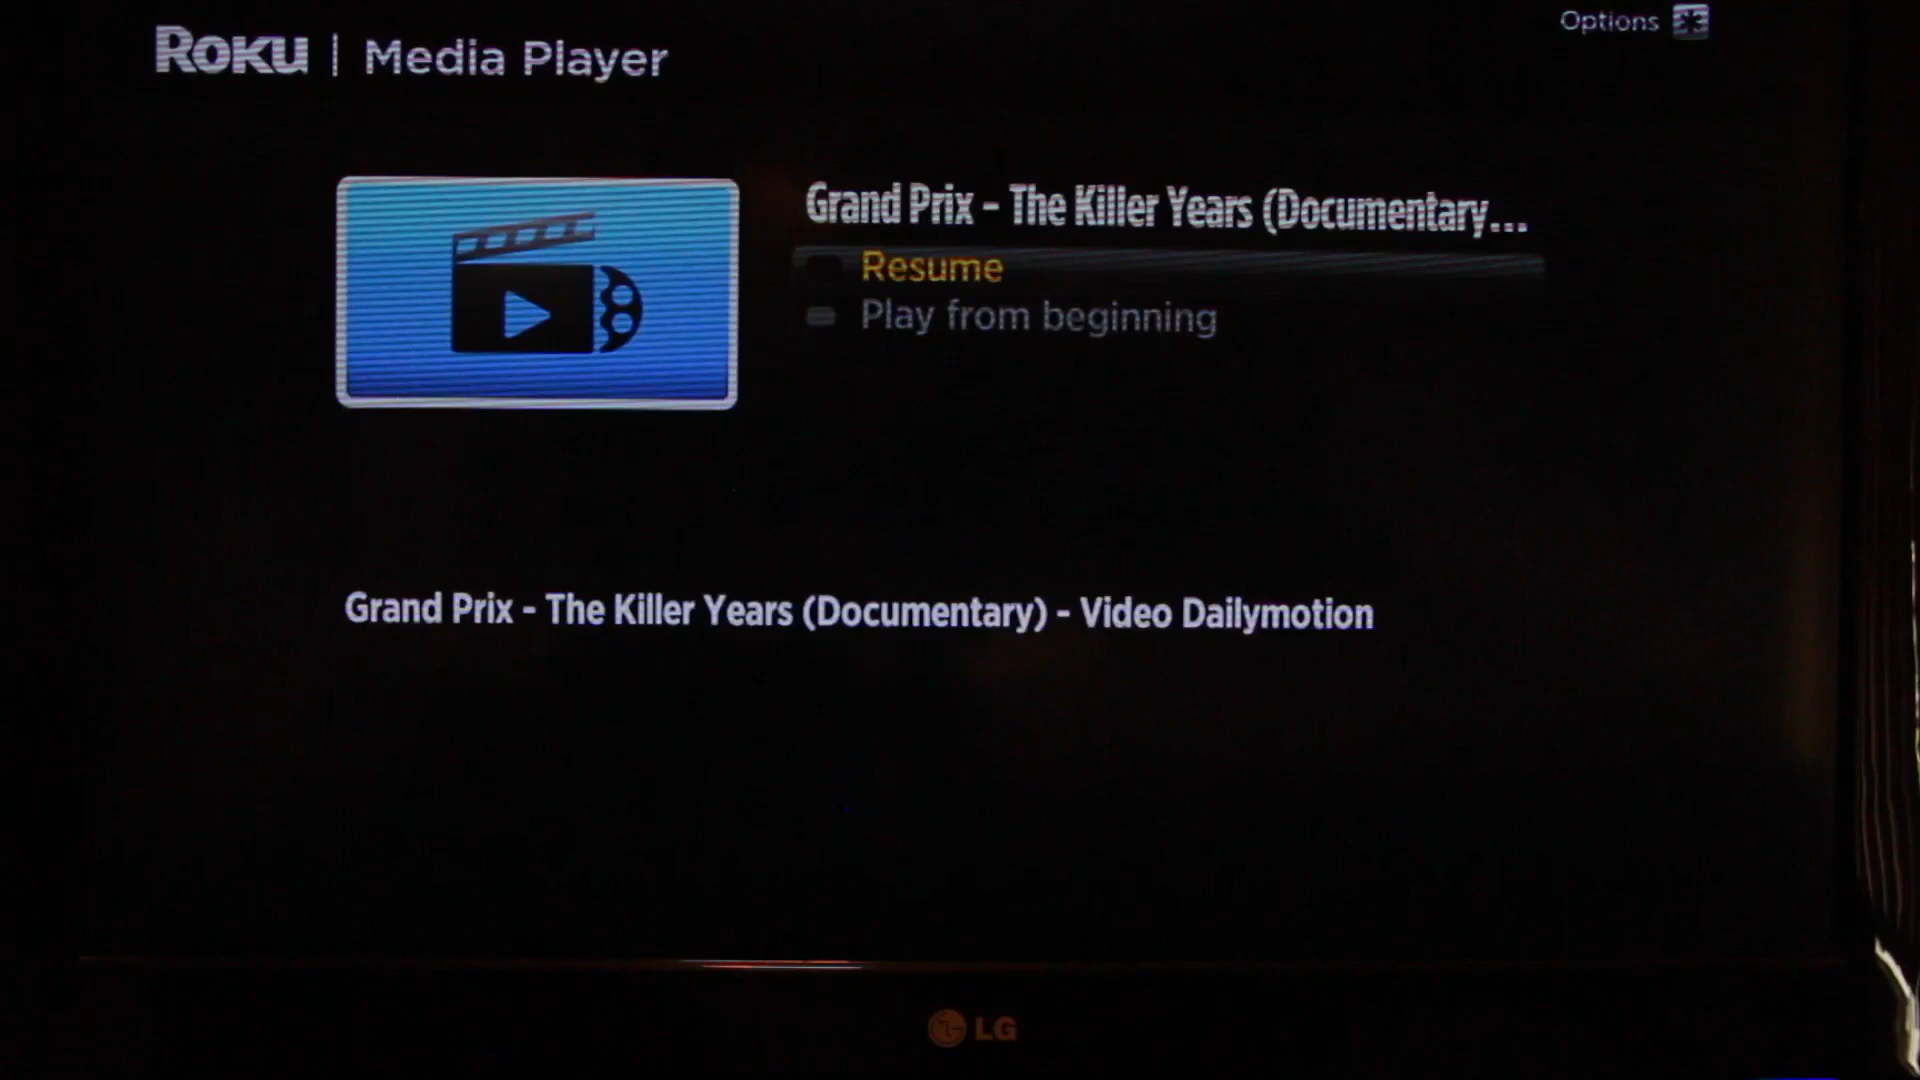 Options
ROKU | Media Player
Grand Prix - The Killer Years (Documentary...
Resume
Play from beginning
Grand Prix - The Killer Years (Documentary) - Video Dailymotion
LG